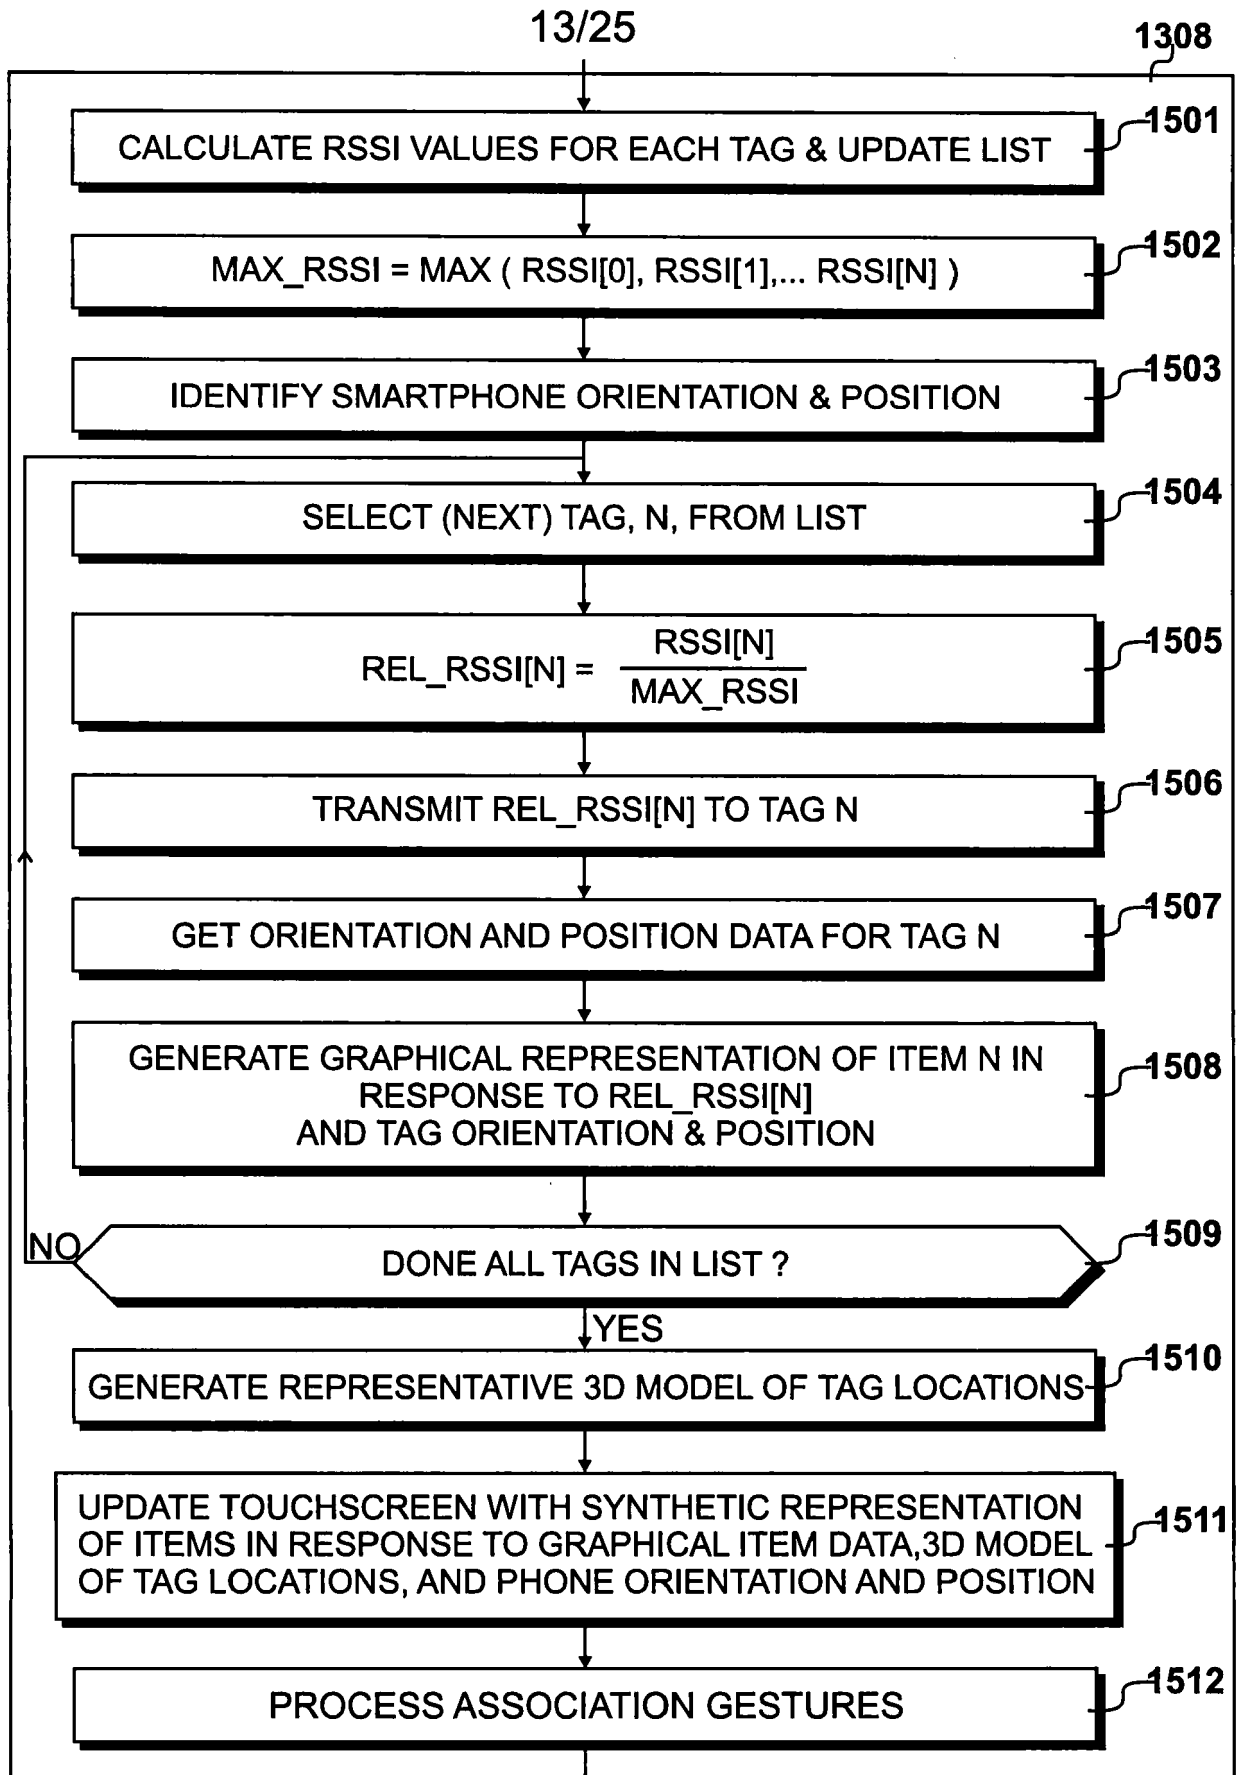 13/25
1308
CALCULATE RSSI VALUES FOR EACH TAG & UPDATE LIST
1501
MAX_RSSI = MAX ( RSSI[0], RSSI[1],... RSSI[N] )
1502
IDENTIFY SMARTPHONE ORIENTATION & POSITION
1503
SELECT (NEXT) TAG, N, FROM LIST
1504
REL_RSSI[N] = RSSI[N]
MAX_RSSI
1505
TRANSMIT REL_RSSI[N] TO TAG N
1506
GET ORIENTATION AND POSITION DATA FOR TAG N
1507
GENERATE GRAPHICAL REPRESENTATION OF ITEM N IN
RESPONSE TO REL_RSSI[N]
AND TAG ORIENTATION & POSITION
1508
NO
DONE ALL TAGS IN LIST ?
1509
YES
GENERATE REPRESENTATIVE 3D MODEL OF TAG LOCATIONS
1510
UPDATE TOUCHSCREEN WITH SYNTHETIC REPRESENTATION
OF ITEMS IN RESPONSE TO GRAPHICAL ITEM DATA,3D MODEL
OF TAG LOCATIONS, AND PHONE ORIENTATION AND POSITION
1511
PROCESS ASSOCIATION GESTURES
1512